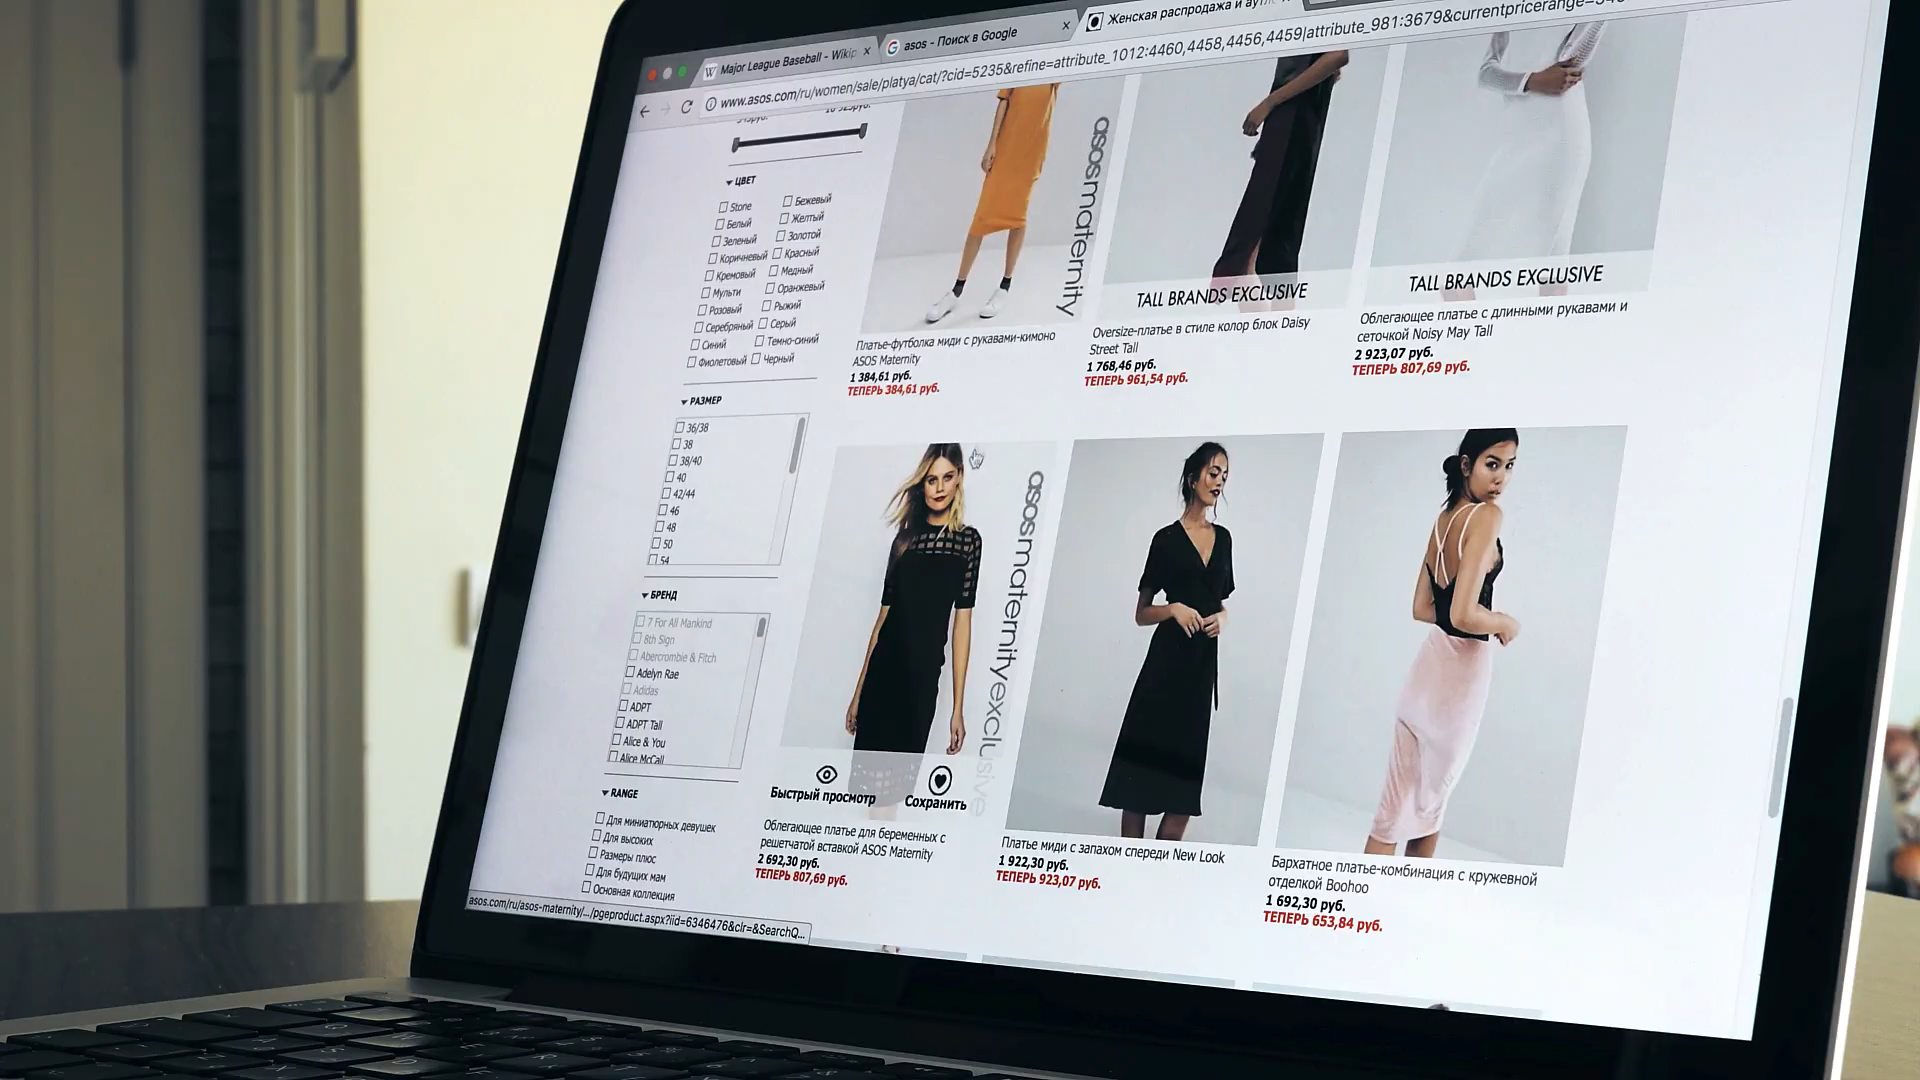 Major League Baseball - Wikip
asos - Поиск в Google
Женская распродажа и аутл
www.asos.com/ru/women/sale/platya/cat/?cid=5235&refine=attribute_1012:4460,4458,4456,4459|attribute_981:3679&currentpricerange=
ЦВЕТ
Stone
Бежевый
Белый
Желтый
Зеленый
Золотой
Коричневый
Красный
Кремовый
Медный
Мульти
Оранжевый
Розовый
Рыжий
Серебряный
Серый
Синий
Темно-синий
Фиолетовый
Черный
РАЗМЕР
36/38
38
38/40
40
42/44
46
48
50
54
БРЕНД
7 For All Mankind
8th Sign
Abercrombie & Fitch
Adelyn Rae
Adidas
ADPT
ADPT Tall
Alice & You
Alice McCall
RANGE
Для миниатюрных девушек
Для высоких
Размеры плюс
Для будущих мам
Основная коллекция
asosmaternity
Платье-футболка миди с рукавами-кимоно
ASOS Maternity
1 384,61 руб.
ТЕПЕРЬ 384,61 руб.
TALL BRANDS EXCLUSIVE
Oversize-платье в стиле колор блок Daisy
Street Tall
1 768,46 руб.
ТЕПЕРЬ 961,54 руб.
TALL BRANDS EXCLUSIVE
Облегающее платье с длинными рукавами и
сеточкой Noisy May Tall
2 923,07 руб.
ТЕПЕРЬ 807,69 руб.
asosmaternityexclusive
Быстрый просмотр
Сохранить
Облегающее платье для беременных с
решетчатой вставкой ASOS Maternity
2 692,30 руб.
ТЕПЕРЬ 807,69 руб.
Платье миди с запахом спереди New Look
1 922,30 руб.
ТЕПЕРЬ 923,07 руб.
Бархатное платье-комбинация с кружевной
отделкой Boohoo
1 692,30 руб.
ТЕПЕРЬ 653,84 руб.
asos.com/ru/asos-maternity/.../pgeproduct.aspx?iid=6346476&clr=&SearchQ...